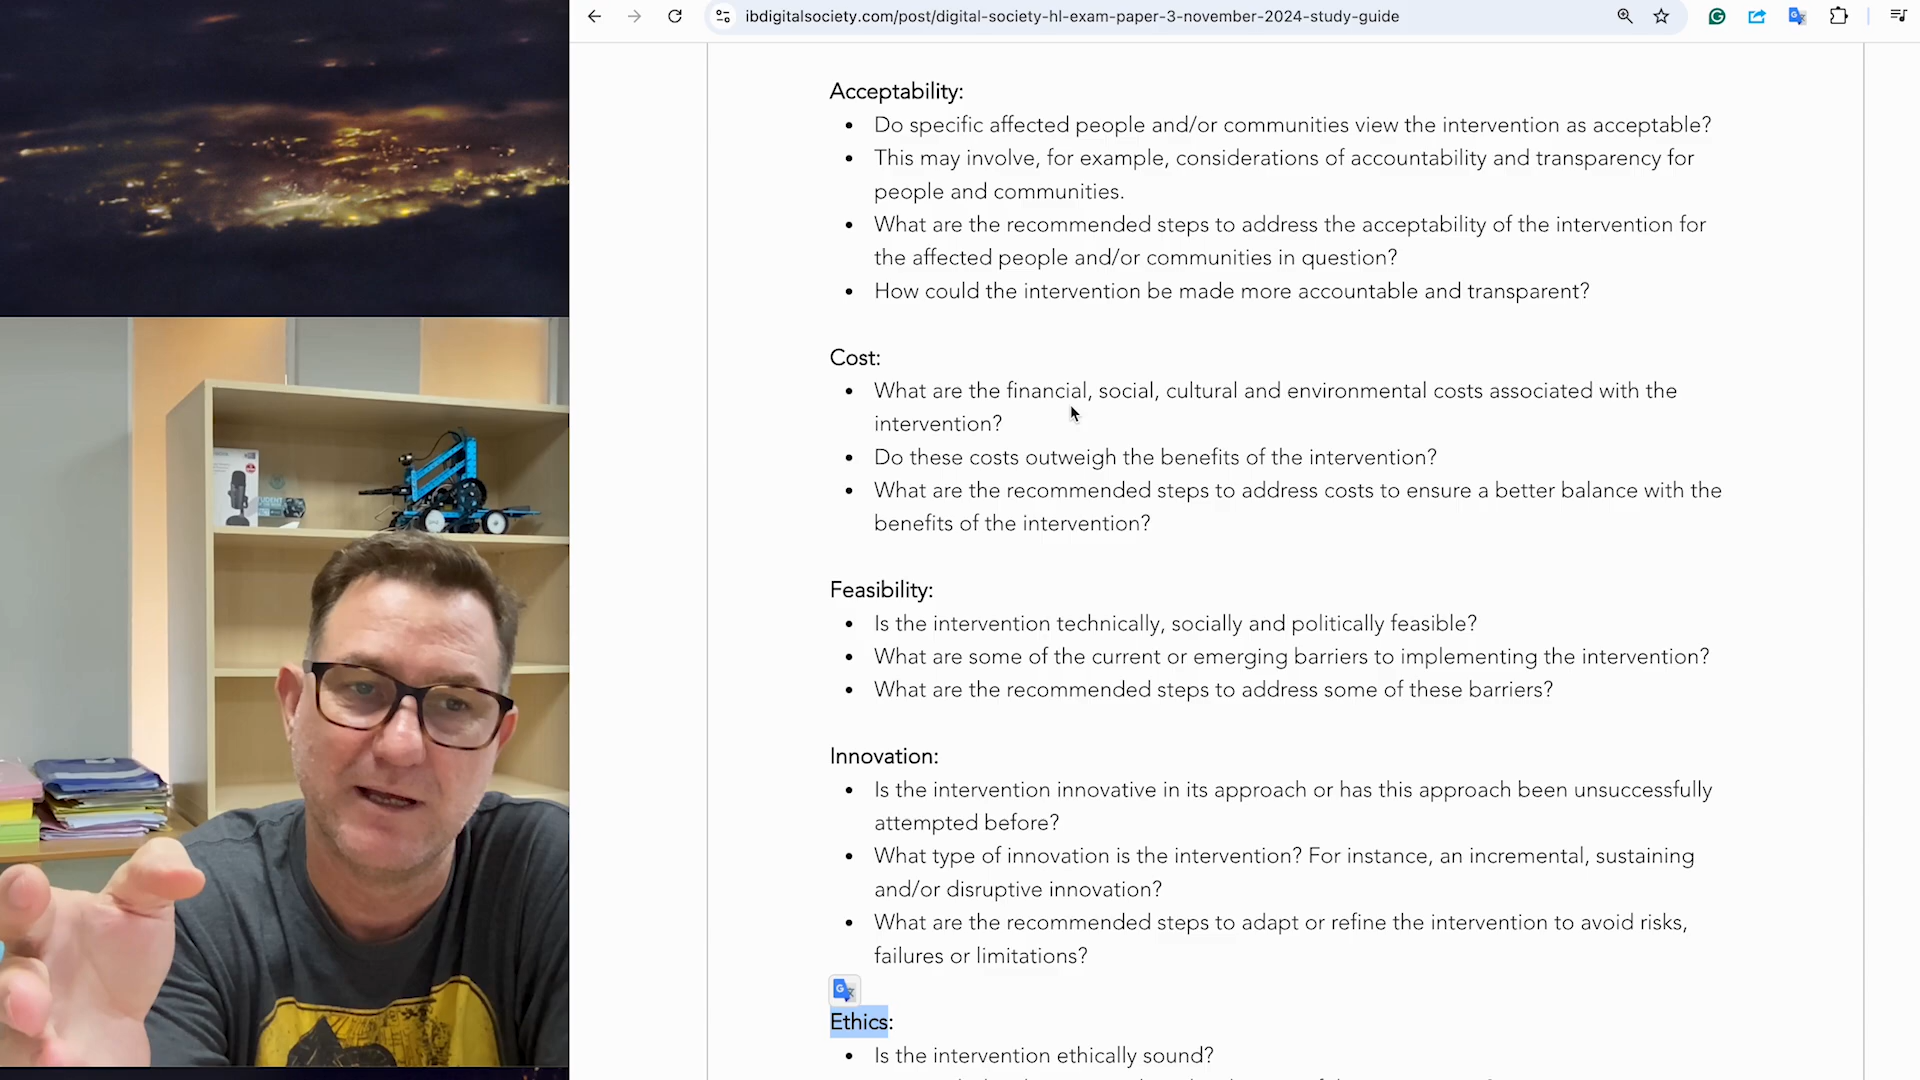 ibdigitalsociety.com/post/digital-society-hl-exam-paper-3-november-2024-study-guide
Acceptability:
• Do specific affected people and/or communities view the intervention as acceptable?
• This may involve, for example, considerations of accountability and transparency for
people and communities.
• What are the recommended steps to address the acceptability of the intervention for
the affected people and/or communities in question?
• How could the intervention be made more accountable and transparent?
Cost:
• What are the financial, social, cultural and environmental costs associated with the
intervention?
• Do these costs outweigh the benefits of the intervention?
• What are the recommended steps to address costs to ensure a better balance with the
benefits of the intervention?
Feasibility:
• Is the intervention technically, socially and politically feasible?
• What are some of the current or emerging barriers to implementing the intervention?
• What are the recommended steps to address some of these barriers?
Innovation:
• Is the intervention innovative in its approach or has this approach been unsuccessfully
attempted before?
• What type of innovation is the intervention? For instance, an incremental, sustaining
and/or disruptive innovation?
• What are the recommended steps to adapt or refine the intervention to avoid risks,
failures or limitations?
Ethics:
• Is the intervention ethically sound?